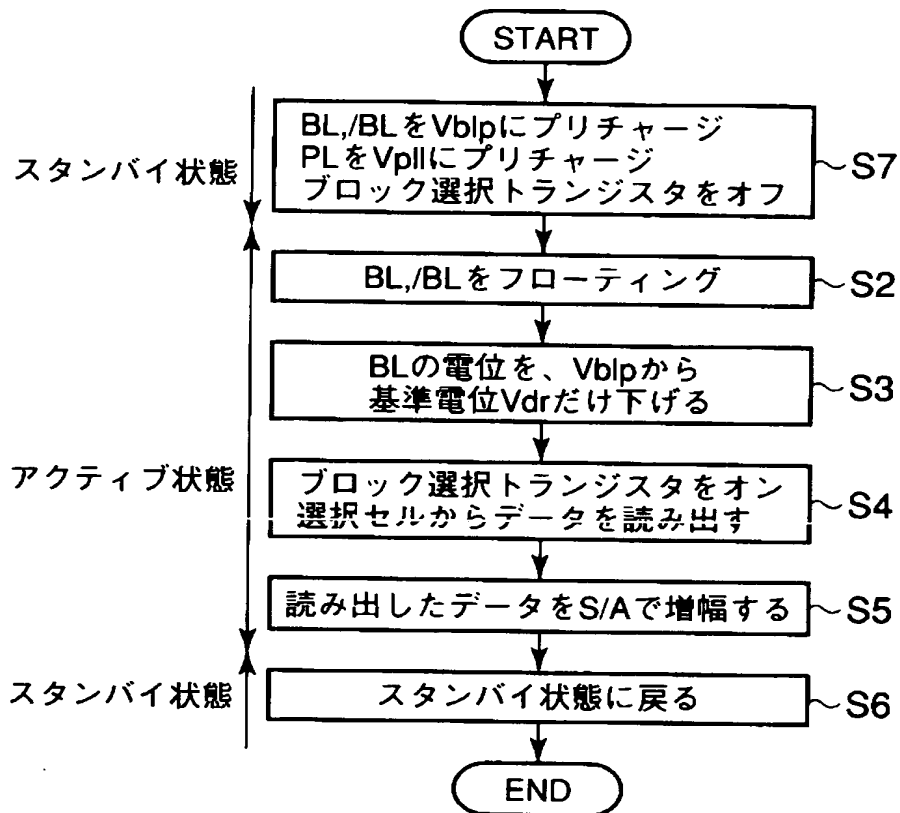 START
BL,/BLをVblpにプリチャージ
PLをVpllにプリチャージ
ブロック選択トランジスタをオフ
S7
スタンバイ状態
BL,/BLをフローティング
S2
BLの電位を、Vblpから
基準電位Vdrだけ下げる
S3
アクティブ状態
ブロック選択トランジスタをオン
選択セルからデータを読み出す
S4
読み出したデータをS/Aで増幅する
S5
スタンバイ状態
スタンバイ状態に戻る
S6
END